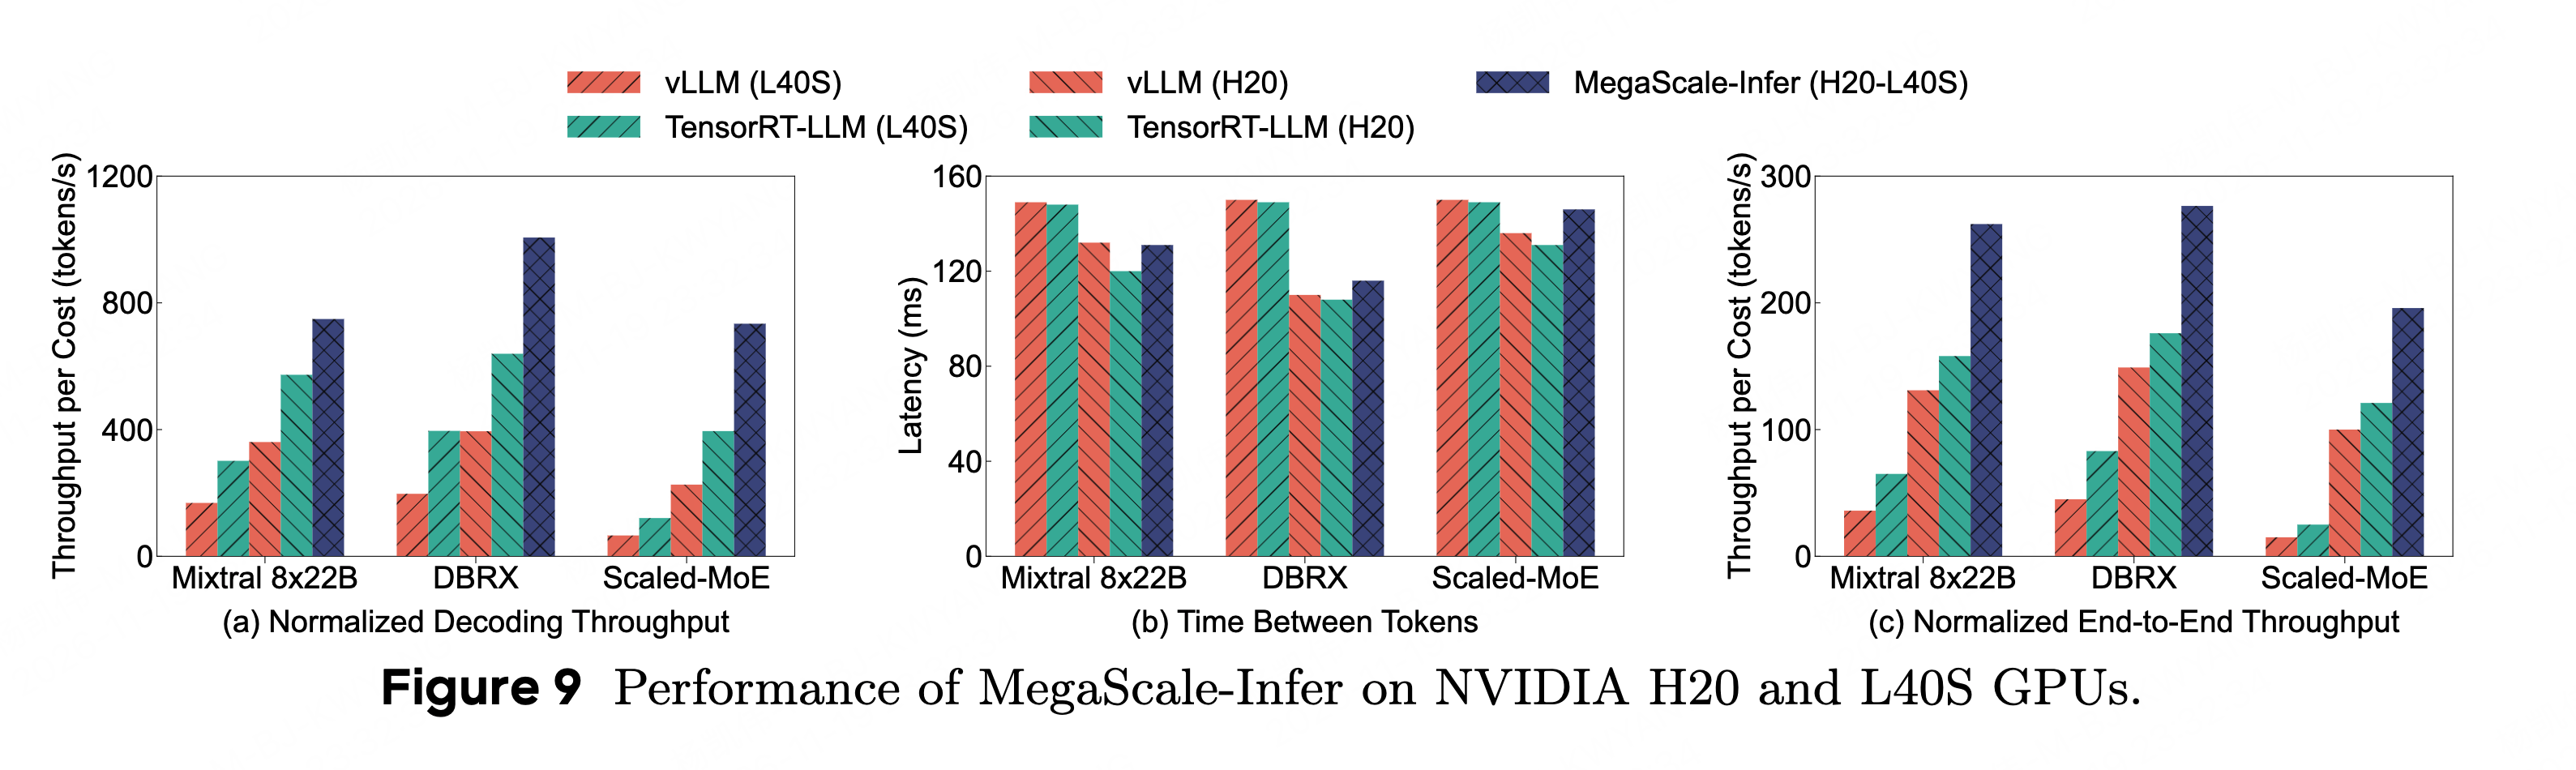 vLLM (L40S)
vLLM (H20)
MegaScale-Infer (H20-L40S)
TensorRT-LLM (L40S)
TensorRT-LLM (H20)
Throughput per Cost (tokens/s)
1200
800
400
0
Mixtral 8x22B
DBRX
Scaled-MoE
(a) Normalized Decoding Throughput
Latency (ms)
160
120
80
40
0
Mixtral 8x22B
DBRX
Scaled-MoE
(b) Time Between Tokens
Throughput per Cost (tokens/s)
300
200
100
0
Mixtral 8x22B
DBRX
Scaled-MoE
(c) Normalized End-to-End Throughput
Figure 9 Performance of MegaScale-Infer on NVIDIA H20 and L40S GPUs.